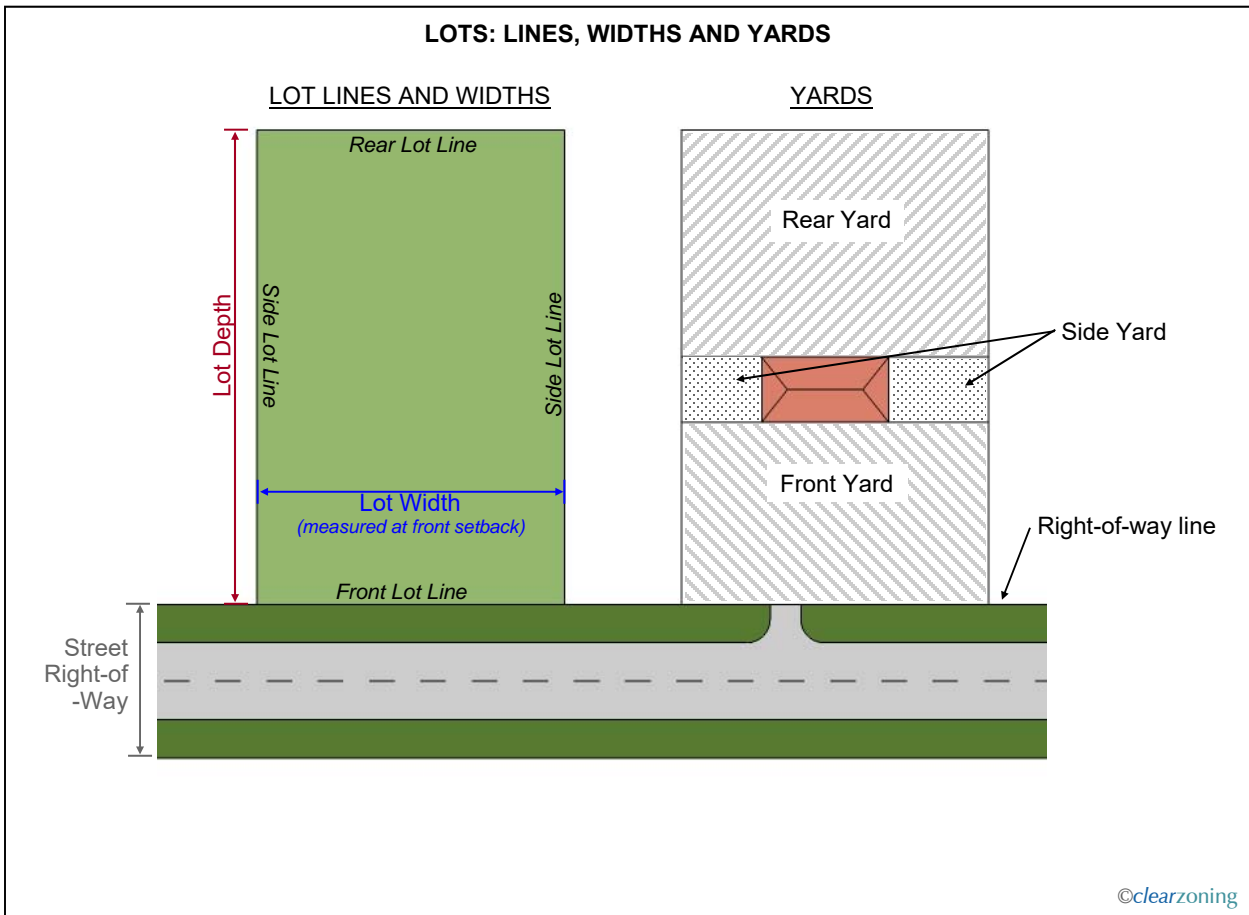 LOTS: LINES, WIDTHS AND YARDS
LOT LINES AND WIDTHS
Rear Lot Line
Lot Depth
Side Lot Line
Side Lot Line
Lot Width
(measured at front setback)
Front Lot Line
YARDS
Rear Yard
Side Yard
Front Yard
Right-of-way line
Street
Right-of
-Way
©clearzoning